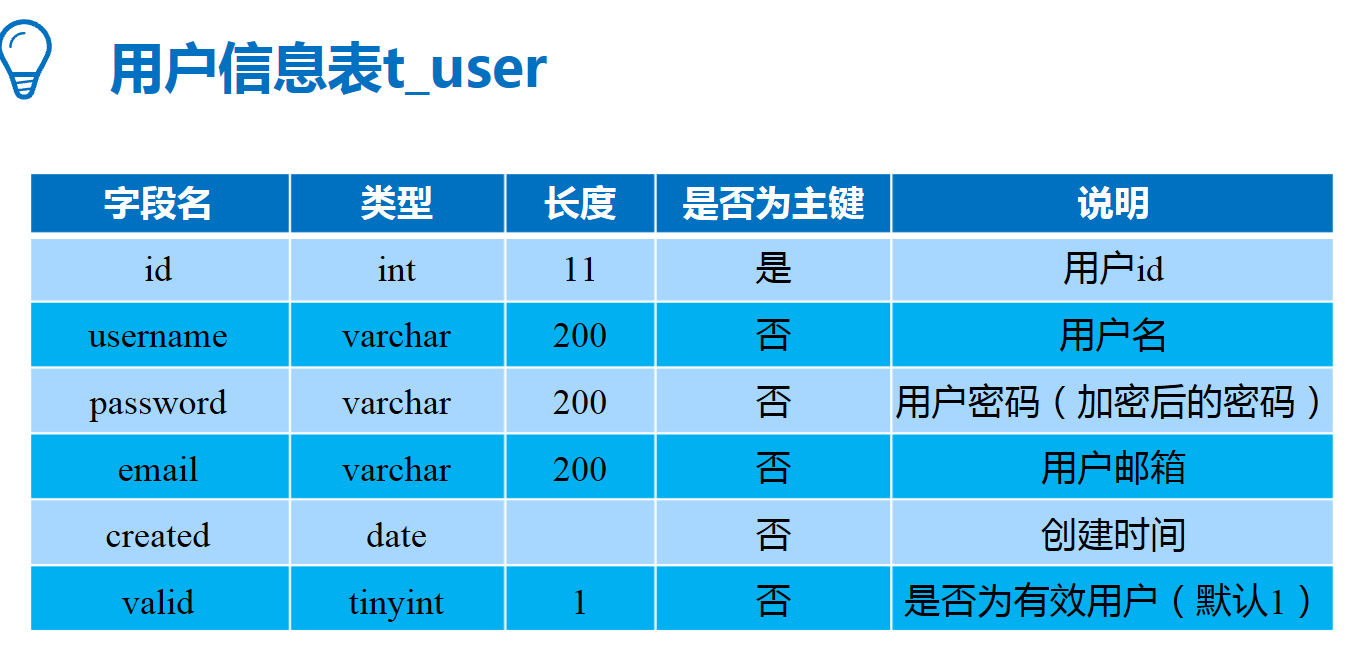 用户信息表t_user
字段名 类型 长度 是否为主键 说明
id int 11 是 用户id
username varchar 200 否 用户名
password varchar 200 否 用户密码（加密后的密码）
email varchar 200 否 用户邮箱
created date 否 创建时间
valid tinyint 1 否 是否为有效用户（默认1）